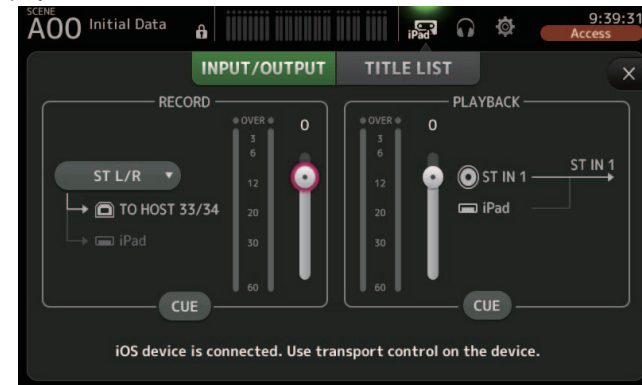 SCENE
A00 Initial Data
iPad
9:39:31
Access
INPUT/OUTPUT
TITLE LIST
RECORD
ST L/R
TO HOST 33/34
iPad
OVER
3
6
12
20
30
60
0
CUE
PLAYBACK
OVER
3
6
12
20
30
60
0
ST IN 1
iPad
ST IN 1
CUE
iOS device is connected. Use transport control on the device.